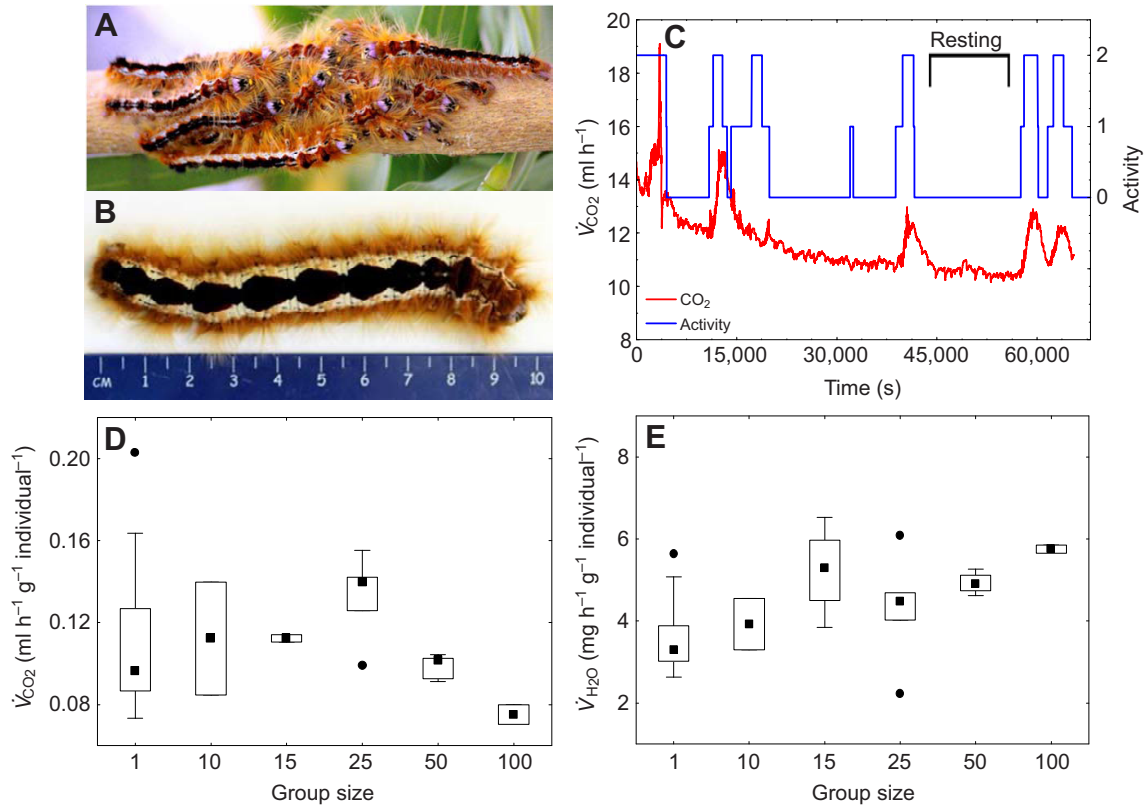 A
B
CM 1 2 3 4 5 6 7 8 9 10
C
Resting
20
18
16
14
12
10
8
V̇CO₂ (ml h⁻¹)
2
1
0
Activity
CO₂
Activity
0 15,000 30,000 45,000 60,000
Time (s)
D
0.20
0.16
0.12
0.08
V̇CO₂ (ml h⁻¹ g⁻¹ individual⁻¹)
1 10 15 25 50 100
Group size
E
8
6
4
2
V̇H₂O (mg h⁻¹ g⁻¹ individual⁻¹)
1 10 15 25 50 100
Group size